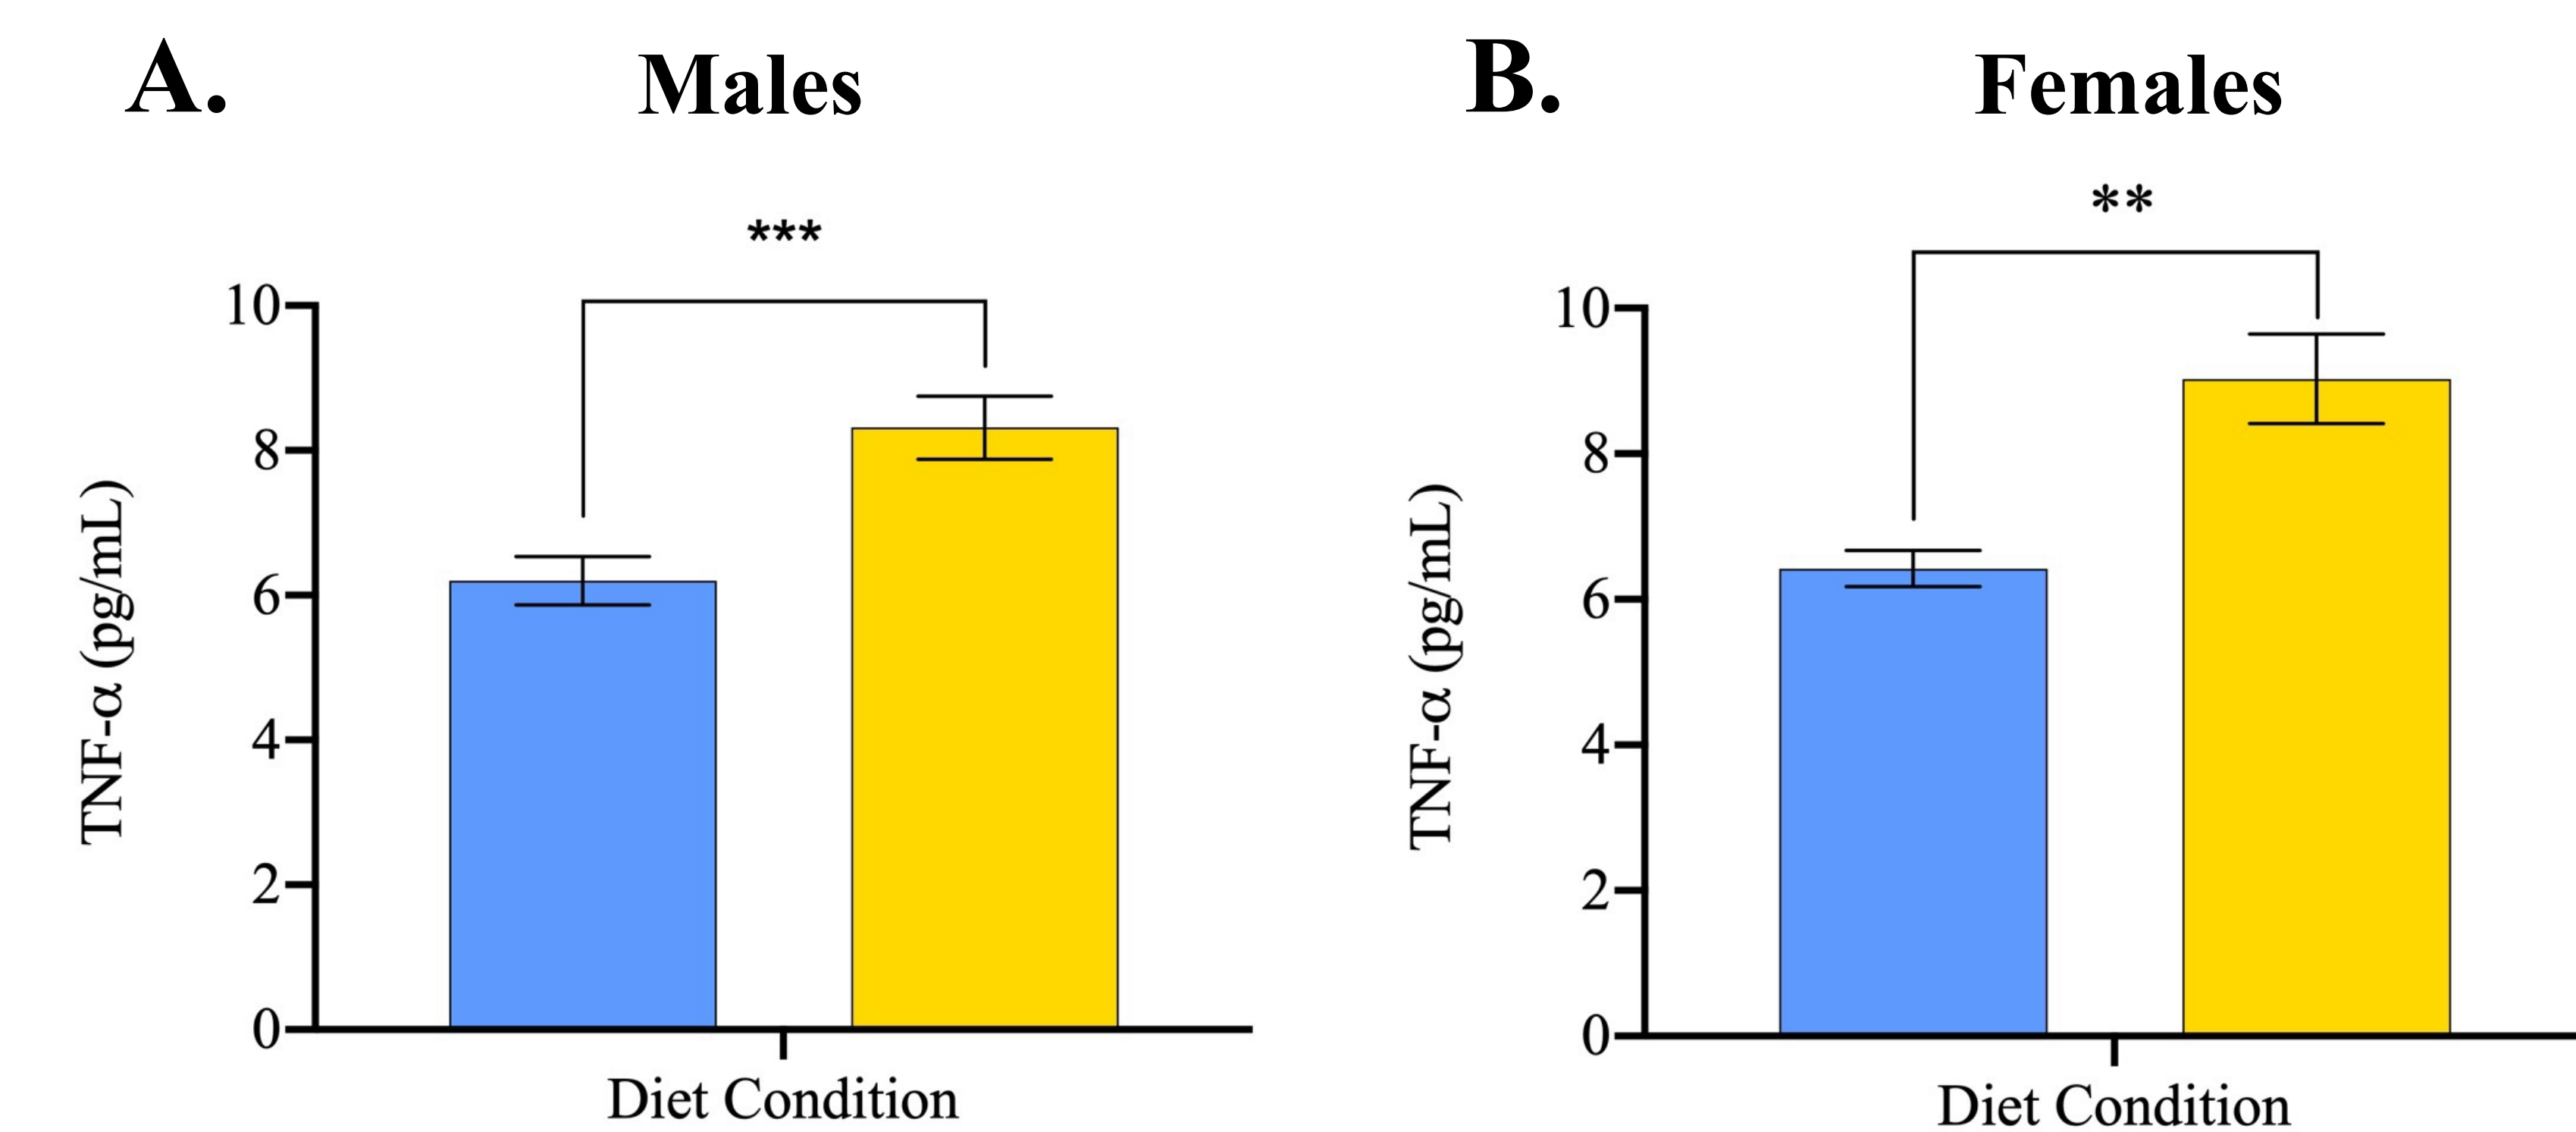 A.
Males
***
10
8
6
4
2
0
TNF-α (pg/mL)
Diet Condition
B.
Females
**
10
8
6
4
2
0
TNF-α (pg/mL)
Diet Condition